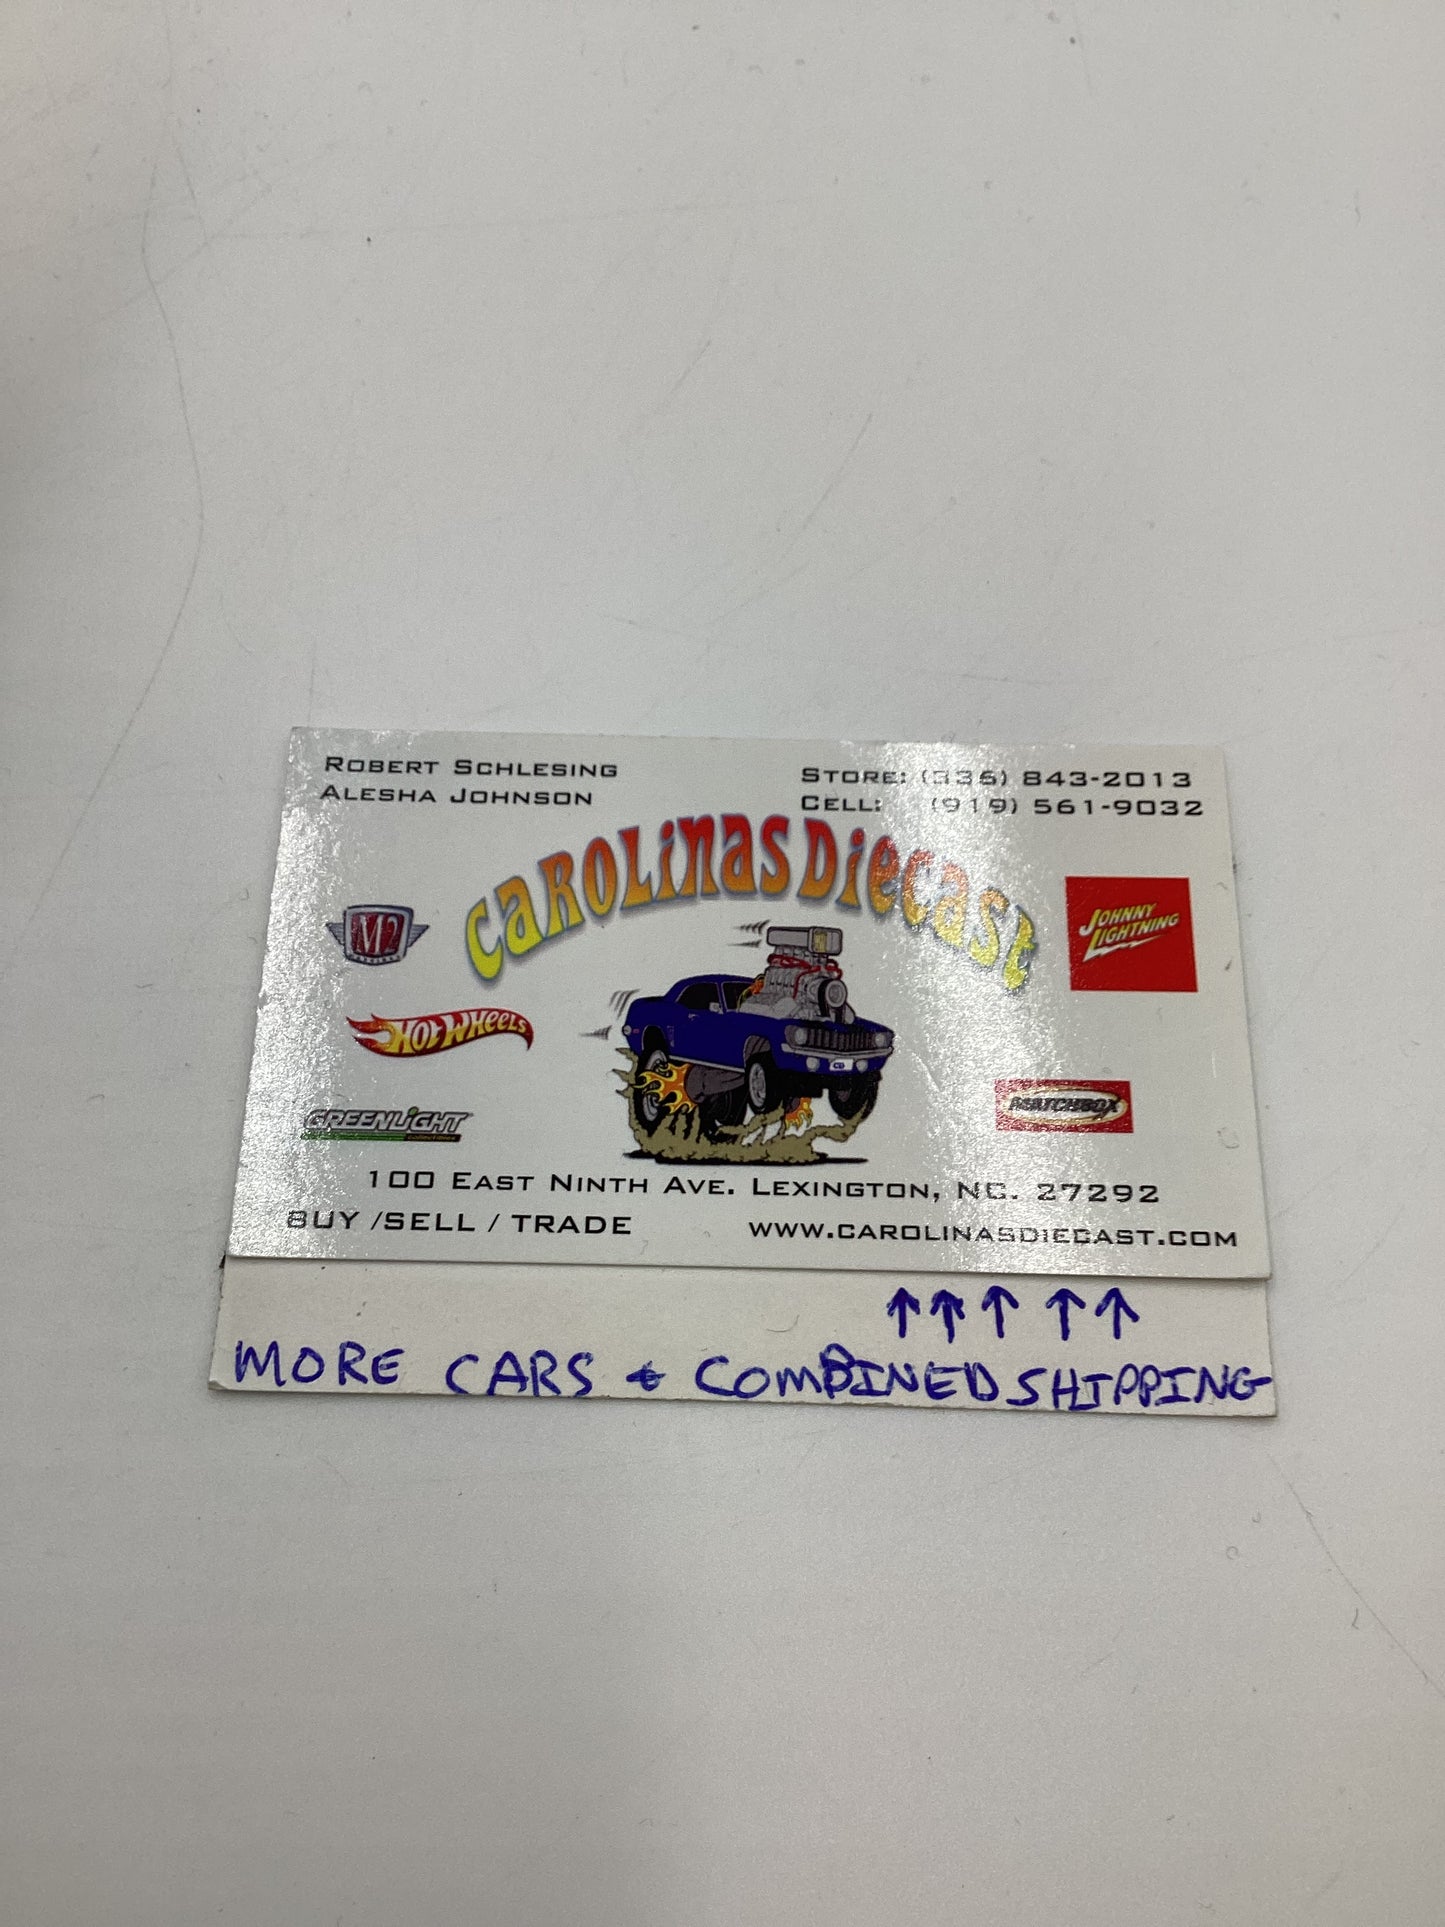 Robert Schlesing
Alesha Johnson
Store: (336) 843-2013
Cell: (919) 561-9032
Carolinas Diecast
M2
Johnny Lightning
Hot Wheels
Greenlight
Matchbox
100 East Ninth Ave. Lexington, NC. 27292
BUY /SELL / TRADE
www.carolinasdiecast.com
↑↑↑ ↑↑
MORE CARS + COMBINED SHIPPING